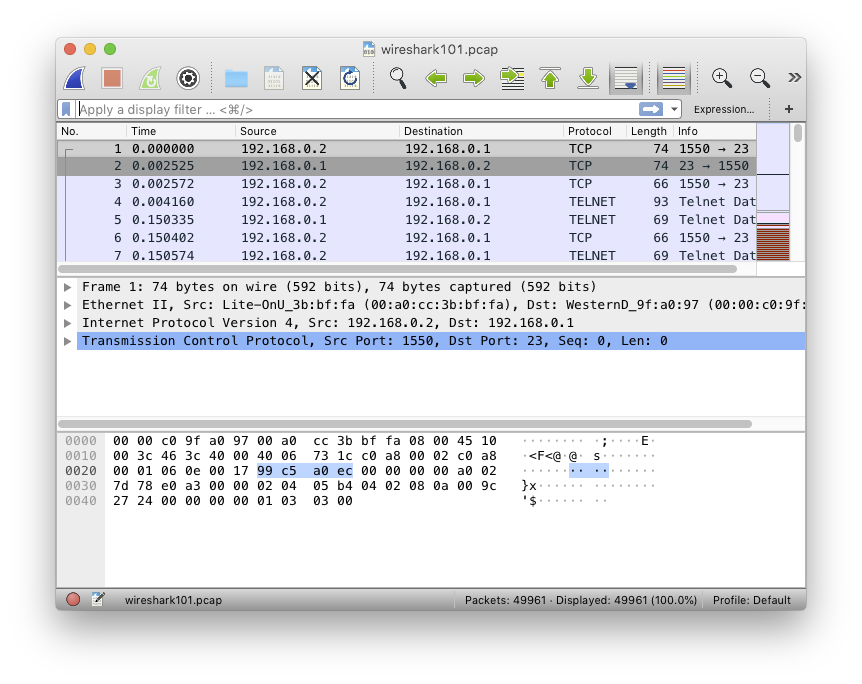 wireshark101.pcap
Apply a display filter ... <⌘/> Expression... +
No. Time Source Destination Protocol Length Info
1 0.000000 192.168.0.2 192.168.0.1 TCP 74 1550 → 23
2 0.002525 192.168.0.1 192.168.0.2 TCP 74 23 → 1550
3 0.002572 192.168.0.2 192.168.0.1 TCP 66 1550 → 23
4 0.004160 192.168.0.2 192.168.0.1 TELNET 93 Telnet Dat
5 0.150335 192.168.0.1 192.168.0.2 TELNET 69 Telnet Dat
6 0.150402 192.168.0.2 192.168.0.1 TCP 66 1550 → 23
7 0.150574 192.168.0.2 192.168.0.1 TELNET 69 Telnet Dat
Frame 1: 74 bytes on wire (592 bits), 74 bytes captured (592 bits)
Ethernet II, Src: Lite-OnU_3b:bf:fa (00:a0:cc:3b:bf:fa), Dst: WesternD_9f:a0:97 (00:00:c0:9f:
Internet Protocol Version 4, Src: 192.168.0.2, Dst: 192.168.0.1
Transmission Control Protocol, Src Port: 1550, Dst Port: 23, Seq: 0, Len: 0
0000 00 00 c0 9f a0 97 00 a0 cc 3b bf fa 08 00 45 10 ········ ·;····E·
0010 00 3c 46 3c 40 00 40 06 73 1c c0 a8 00 02 c0 a8 ·<F<@·@· s·······
0020 00 01 06 0e 00 17 99 c5 a0 ec 00 00 00 00 a0 02 ········ ········
0030 7d 78 e0 a3 00 00 02 04 05 b4 04 02 08 0a 00 9c }x······ ········
0040 27 24 00 00 00 00 01 03 03 00 '$······ ··
wireshark101.pcap Packets: 49961 · Displayed: 49961 (100.0%) Profile: Default